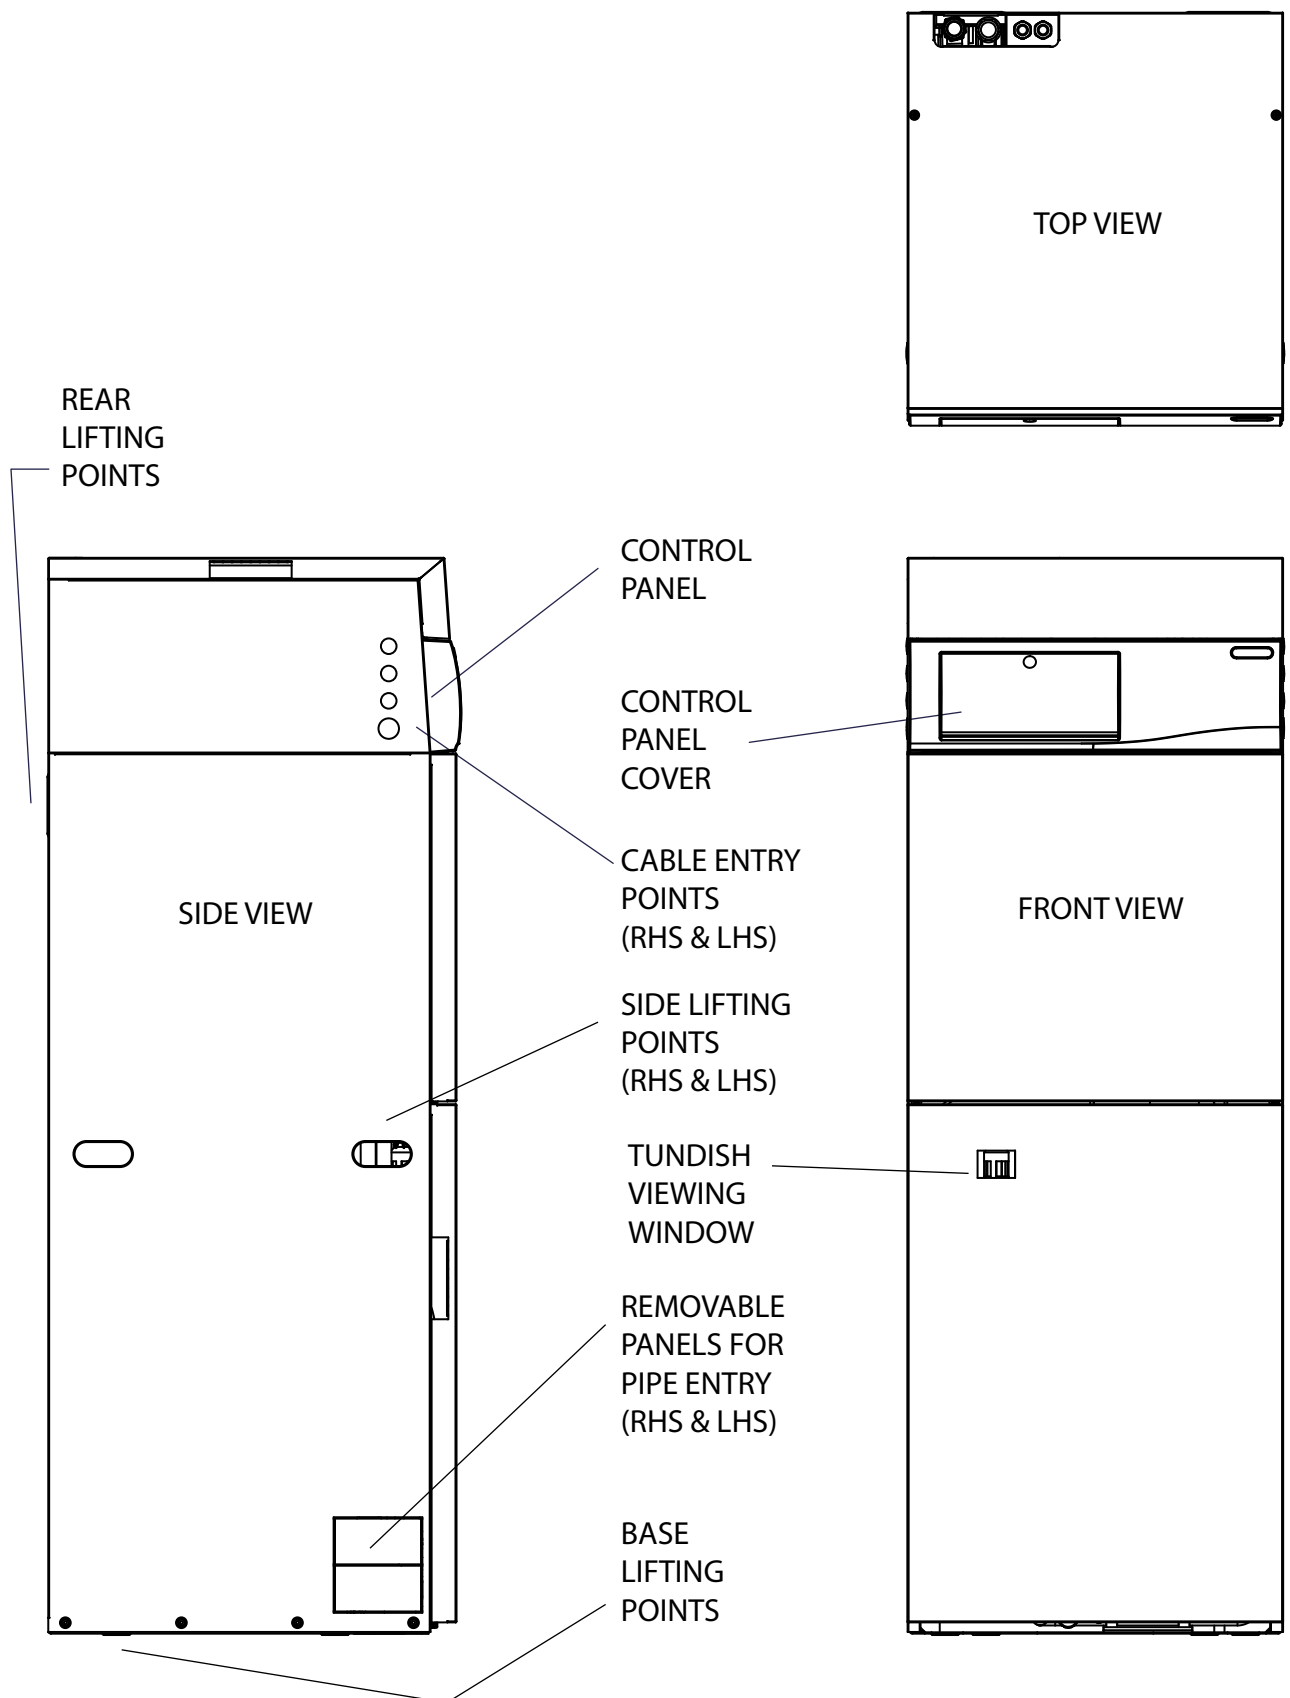 TOP VIEW
REAR
LIFTING
POINTS
CONTROL
PANEL
CONTROL
PANEL
COVER
CABLE ENTRY
POINTS
(RHS & LHS)
SIDE VIEW
FRONT VIEW
SIDE LIFTING
POINTS
(RHS & LHS)
TUNDISH
VIEWING
WINDOW
REMOVABLE
PANELS FOR
PIPE ENTRY
(RHS & LHS)
BASE
LIFTING
POINTS